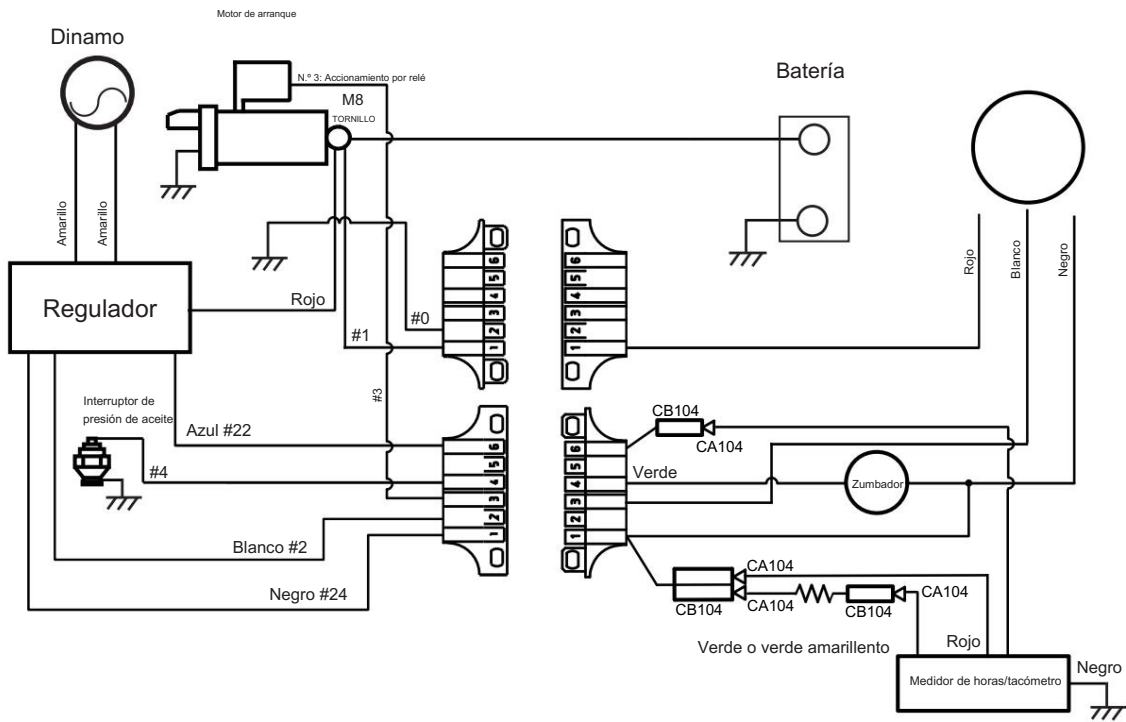 Motor de arranque
Dinamo
N.º 3: Accionamiento por relé
M8
TORNILLO
Batería
Amarillo
Amarillo
Regulador
Rojo
#1
#0
#3
6
5
4
3
2
1
6
5
4
3
2
1
Rojo
Blanco
Negro
Interruptor de
presión de aceite
Azul #22
#4
Blanco #2
Negro #24
6
5
4
3
2
1
6
5
4
3
2
1
CB104
CA104
Verde
Zumbador
CA104
CB104
CA104
CB104
CA104
Verde o verde amarillento
Rojo
Negro
Medidor de horas/tacómetro